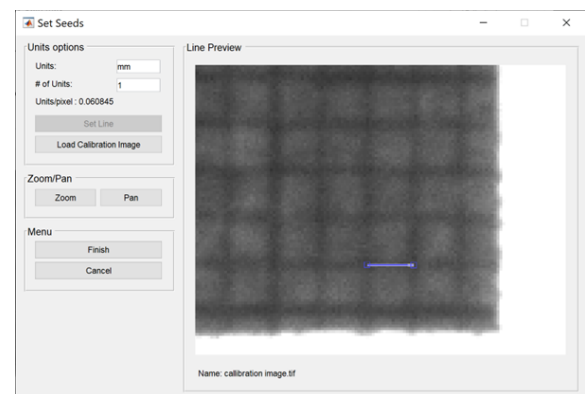 Set Seeds
Units options
Units: mm
# of Units: 1
Units/pixel : 0.060845
Set Line
Load Calibration Image
Zoom/Pan
Zoom Pan
Menu
Finish
Cancel
Line Preview
Name: callibration image.tif